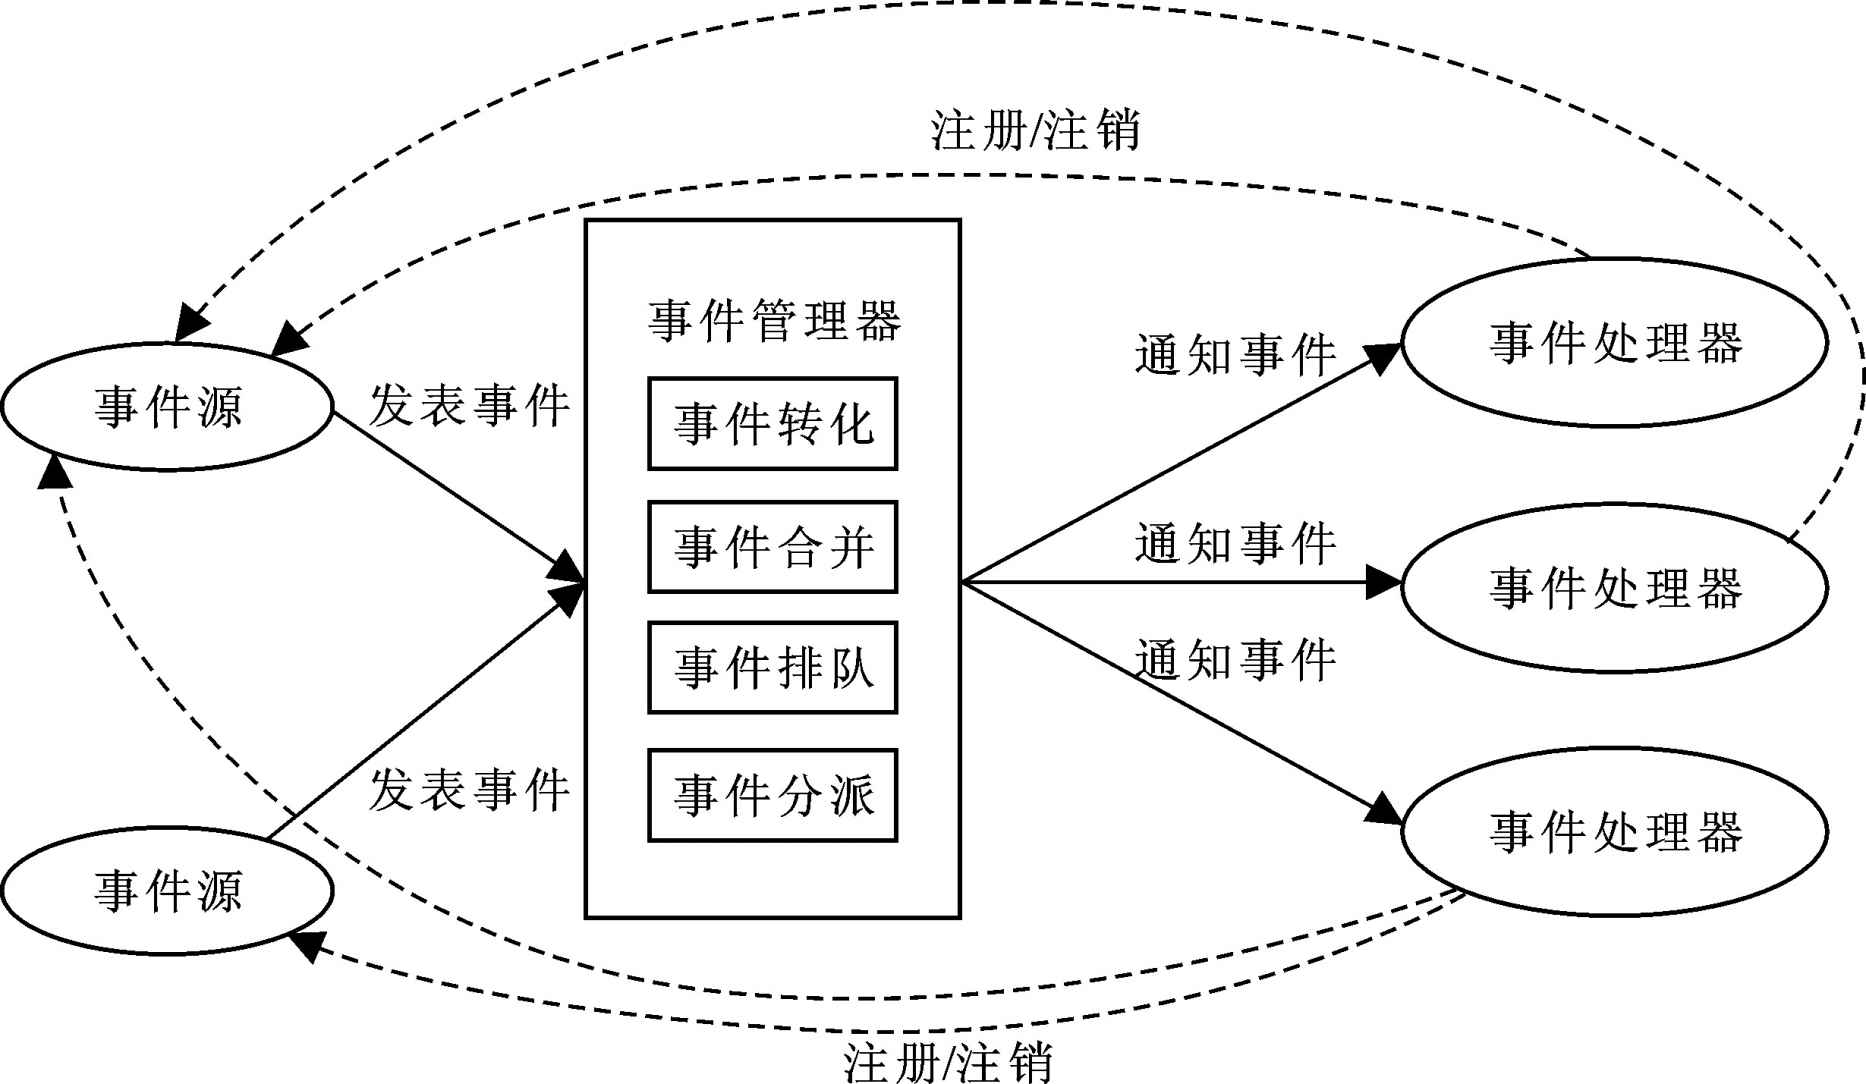 注册/注销
事件管理器
通知事件
事件处理器
事件源
发表事件
事件转化
事件合并
通知事件
事件处理器
事件排队
通知事件
发表事件
事件分派
事件处理器
事件源
注册/注销